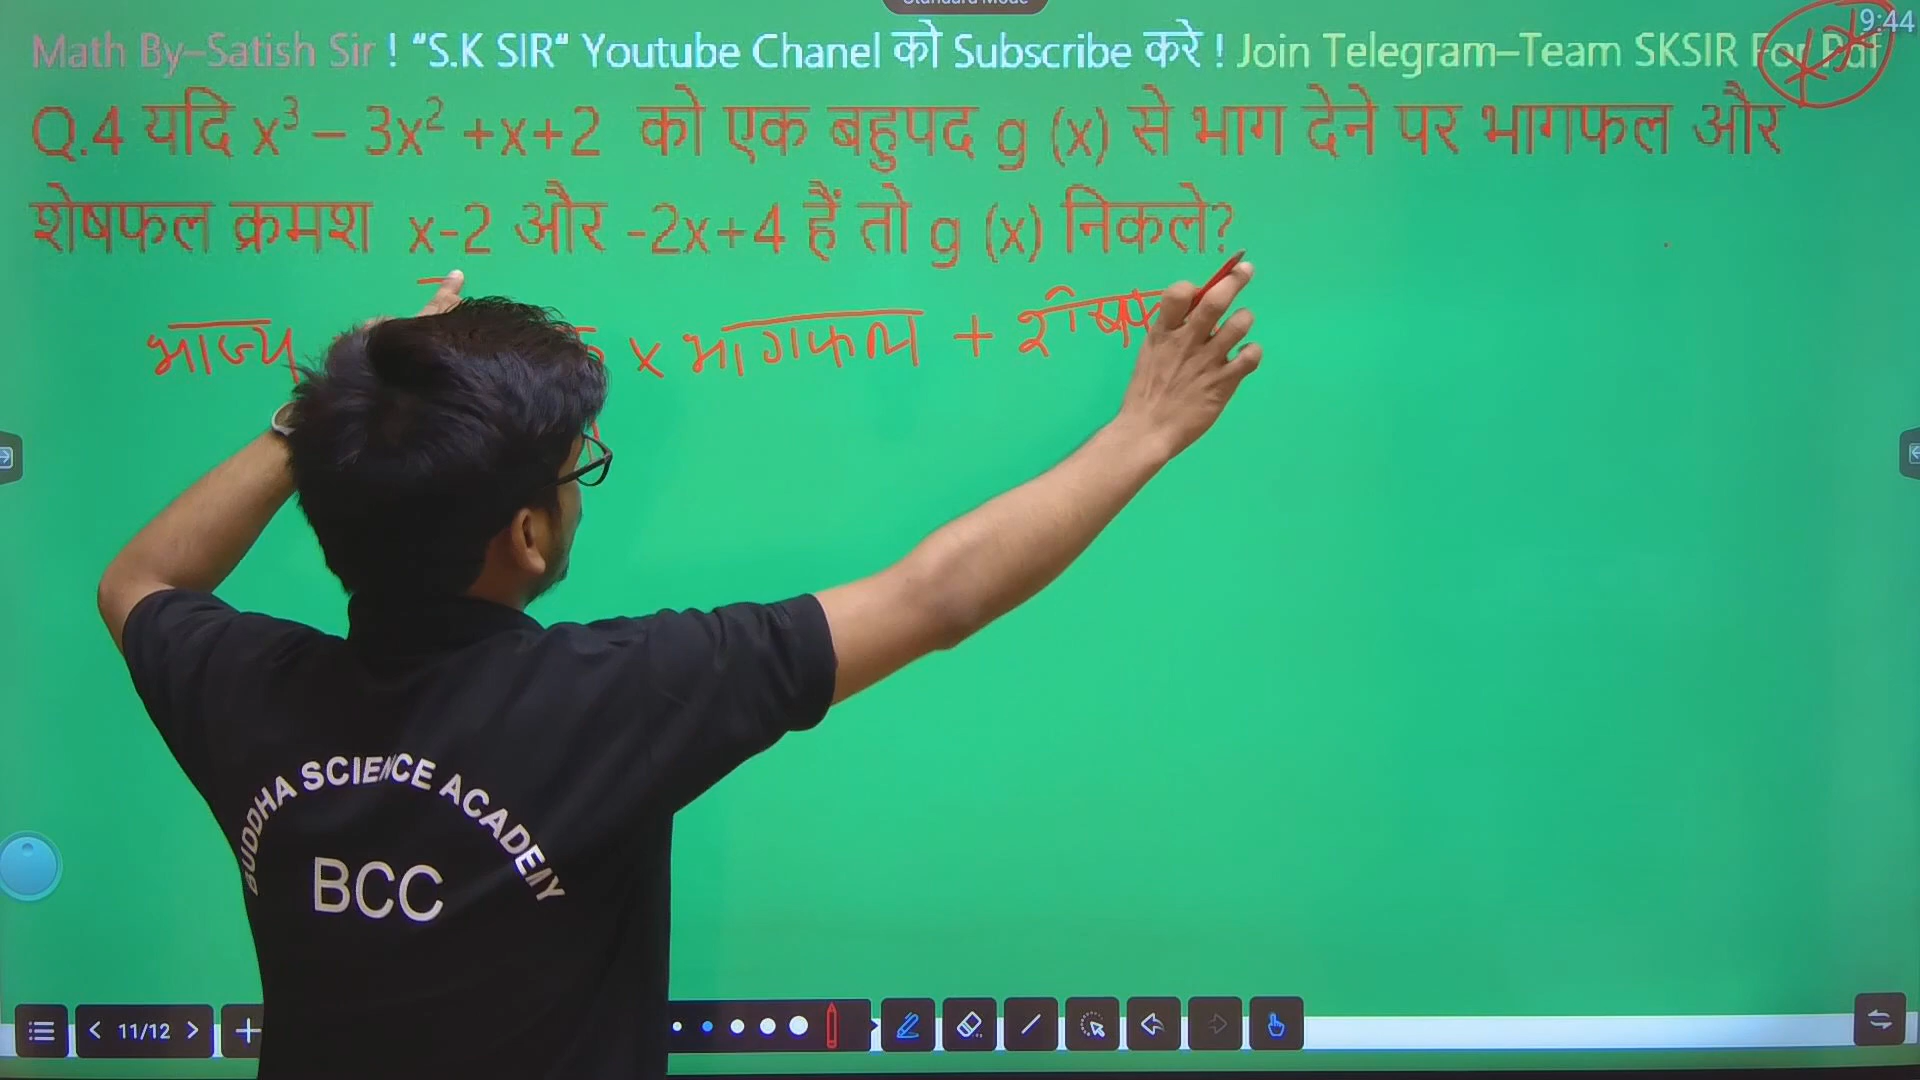 Standard Mode
9:44
Math By–Satish Sir ! “S.K SIR“ Youtube Chanel को Subscribe करे ! Join Telegram–Team SKSIR For Pdf
Q.4 यदि x³ – 3x² +x+2 को एक बहुपद g (x) से भाग देने पर भागफल और
शेषफल क्रमश x-2 और -2x+4 हैं तो g (x) निकले?
भाज्य × भागफल +
BUDDHA SCIENCE ACADEMY
BCC
11/12